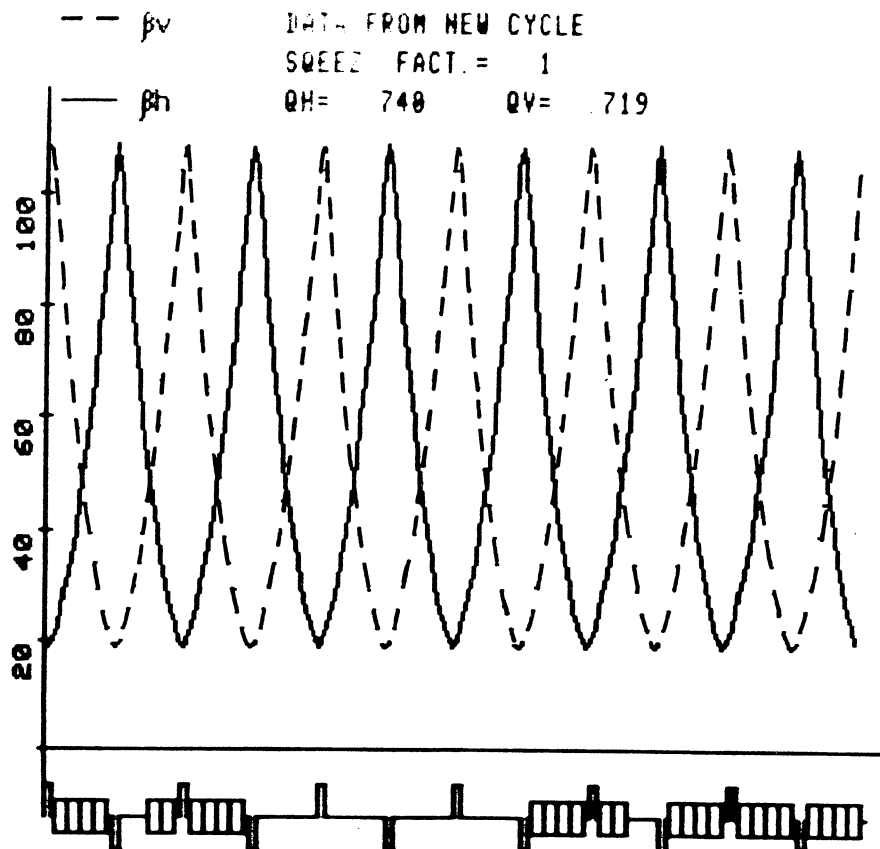 βv DATA FROM NEW CYCLE
SQEEZ FACT.= 1
βh QH= .740 QV= .719
100
80
60
40
20